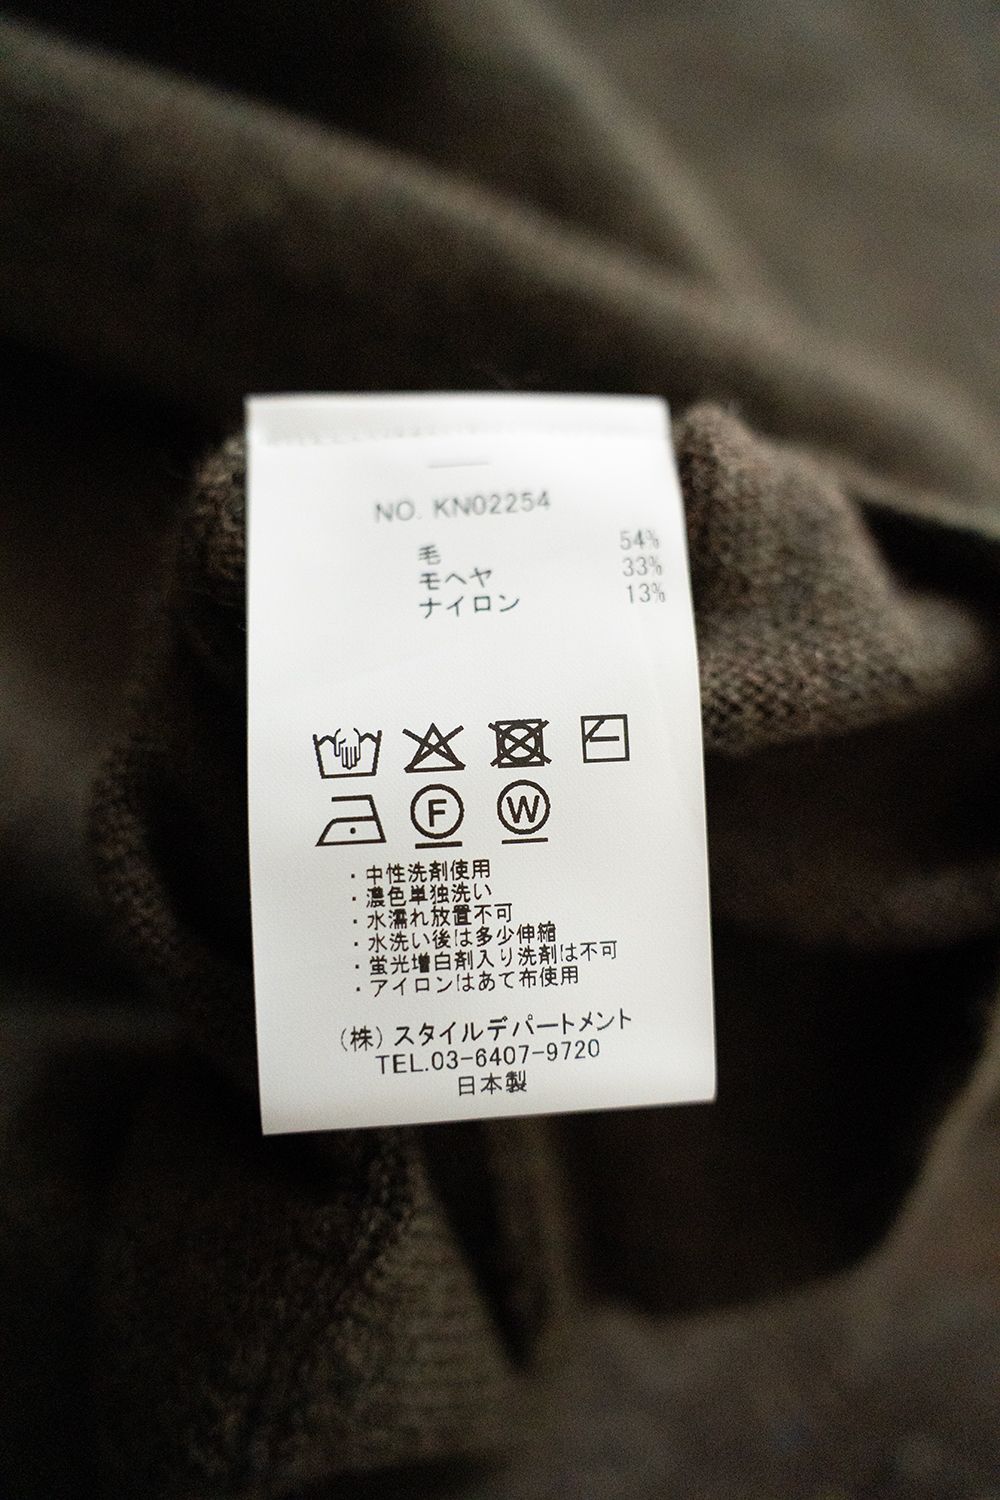 NO. KN02254
毛 54%
モヘヤ 33%
ナイロン 13%
F W
・中性洗剤使用
・濃色単独洗い
・水濡れ放置不可
・水洗い後は多少伸縮
・蛍光増白剤入り洗剤は不可
・アイロンはあて布使用
(株)スタイルデパートメント
TEL.03-6407-9720
日本製